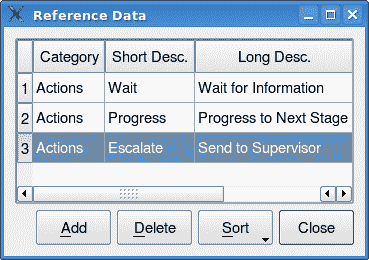 Reference Data
Category Short Desc. Long Desc.
1 Actions Wait Wait for Information
2 Actions Progress Progress to Next Stage
3 Actions Escalate Send to Supervisor
Add Delete Sort Close